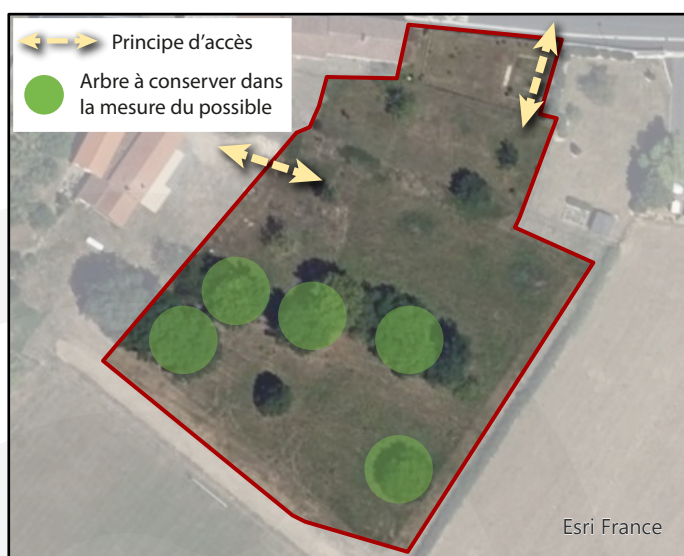 Principe d'accès
Arbre à conserver dans
la mesure du possible
Esri France